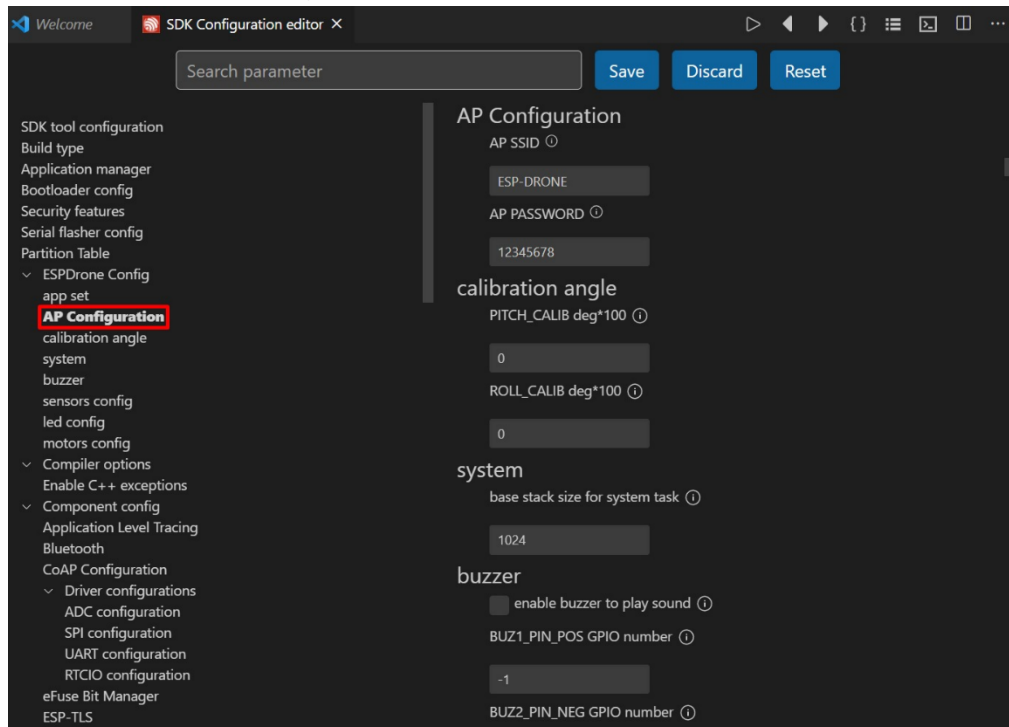 Welcome
SDK Configuration editor
Search parameter
Save
Discard
Reset
SDK tool configuration
Build type
Application manager
Bootloader config
Security features
Serial flasher config
Partition Table
ESPDrone Config
app set
AP Configuration
calibration angle
system
buzzer
sensors config
led config
motors config
Compiler options
Enable C++ exceptions
Component config
Application Level Tracing
Bluetooth
CoAP Configuration
Driver configurations
ADC configuration
SPI configuration
UART configuration
RTCIO configuration
eFuse Bit Manager
ESP-TLS
AP Configuration
AP SSID
ESP-DRONE
AP PASSWORD
12345678
calibration angle
PITCH_CALIB deg*100
0
ROLL_CALIB deg*100
0
system
base stack size for system task
1024
buzzer
enable buzzer to play sound
BUZ1_PIN_POS GPIO number
-1
BUZ2_PIN_NEG GPIO number